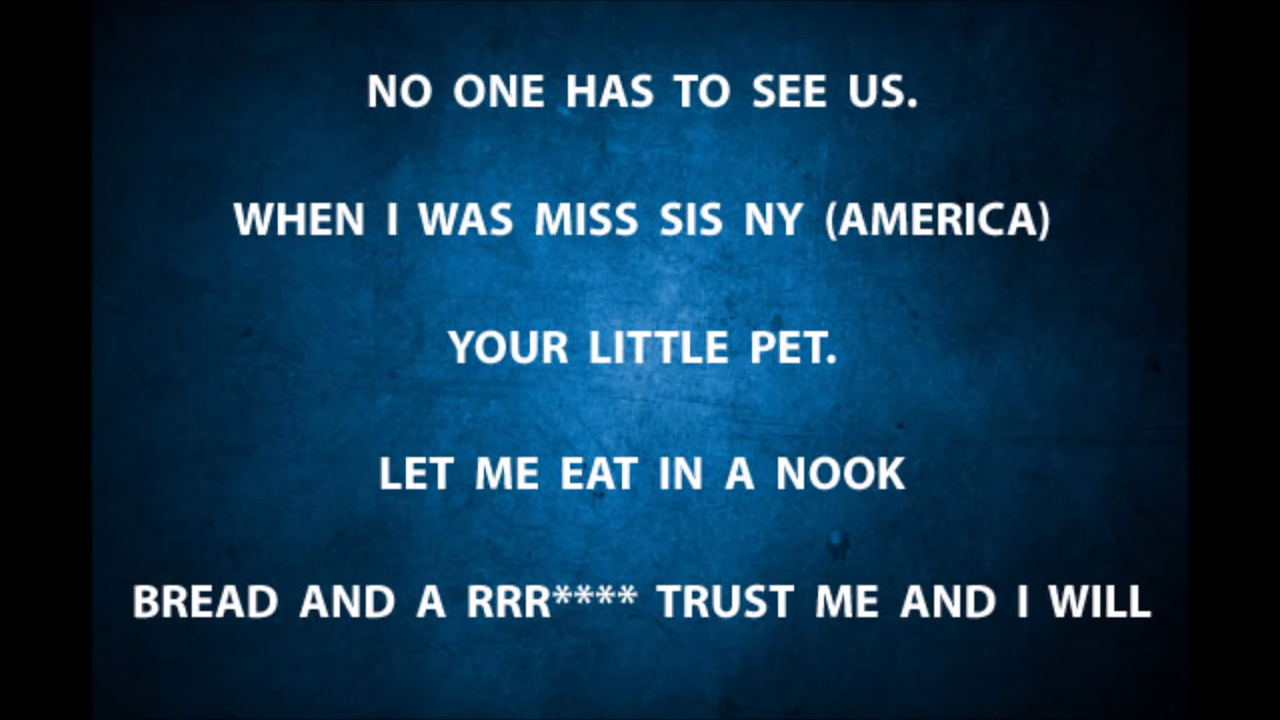 NO ONE HAS TO SEE US.
WHEN I WAS MISS SIS NY (AMERICA)
YOUR LITTLE PET.
LET ME EAT IN A NOOK
BREAD AND A RRR**** TRUST ME AND I WILL